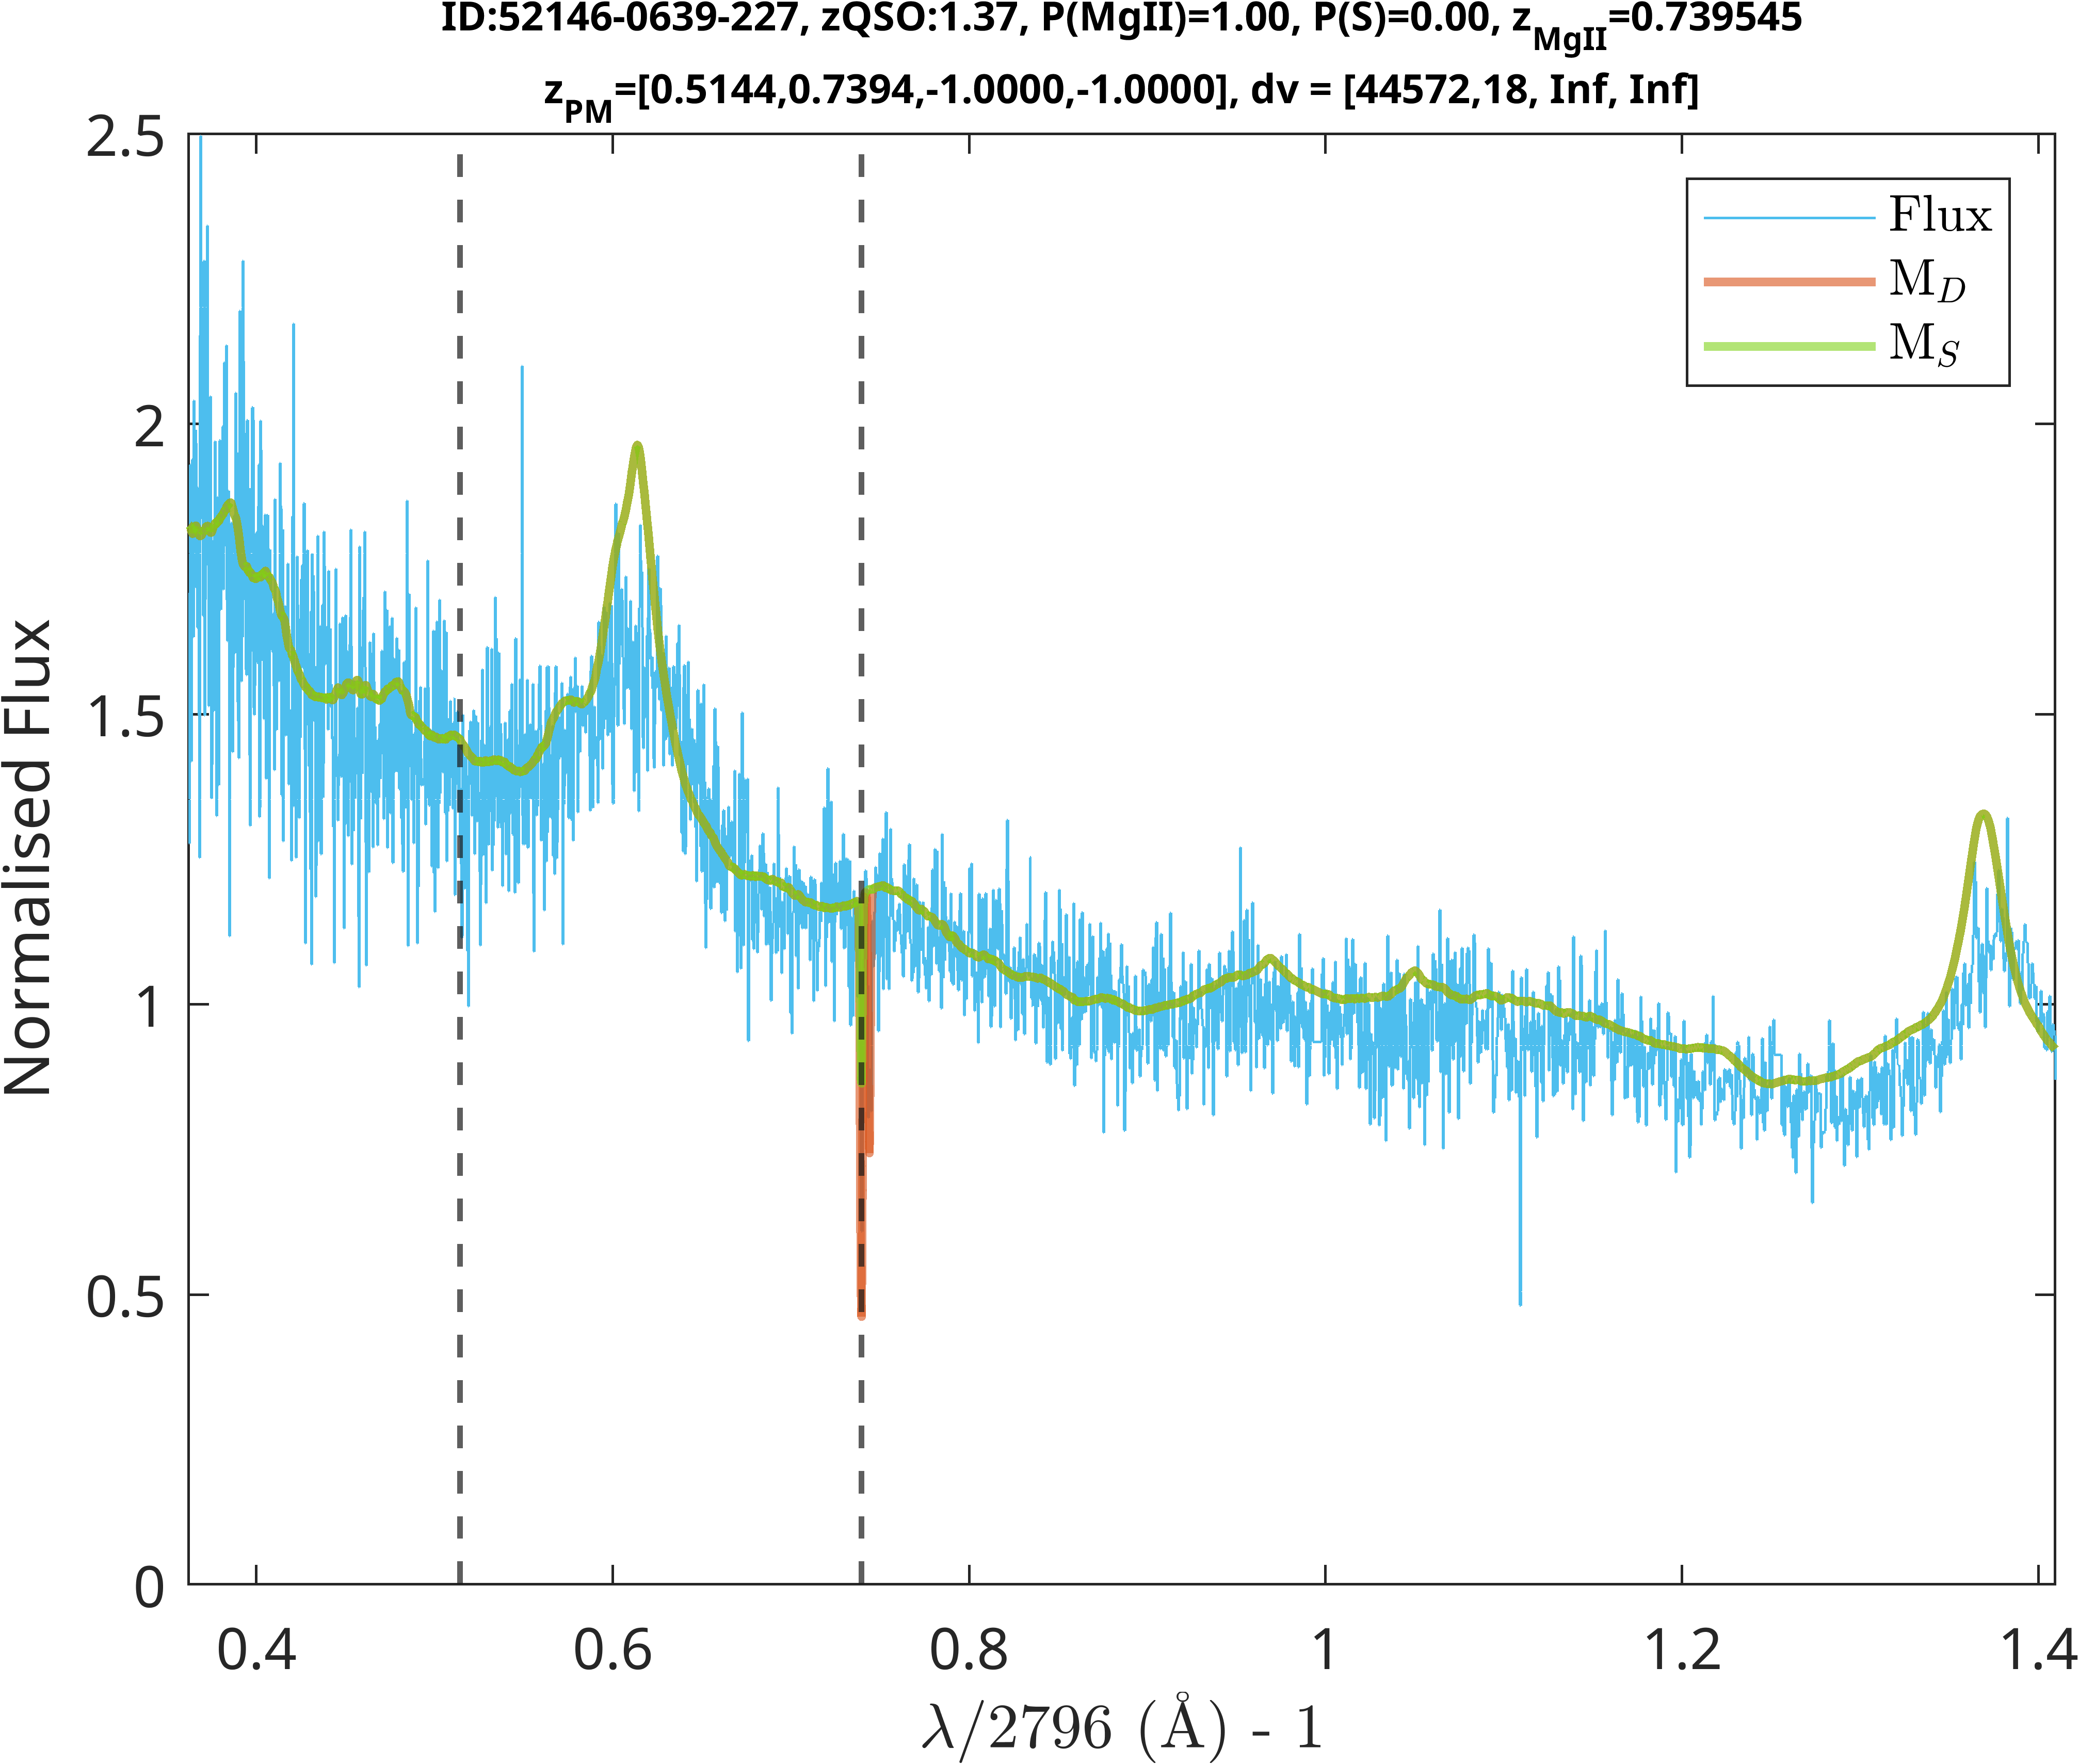 ID:52146-0639-227, zQSO:1.37, P(MgII)=1.00, P(S)=0.00, zMgII=0.739545
zPM=[0.5144,0.7394,-1.0000,-1.0000], dv = [44572,18, Inf, Inf]
2.5
2
1.5
1
0.5
0
Normalised Flux
Flux
MD
MS
0.4
0.6
0.8
1
1.2
1.4
λ/2796 (Å) - 1